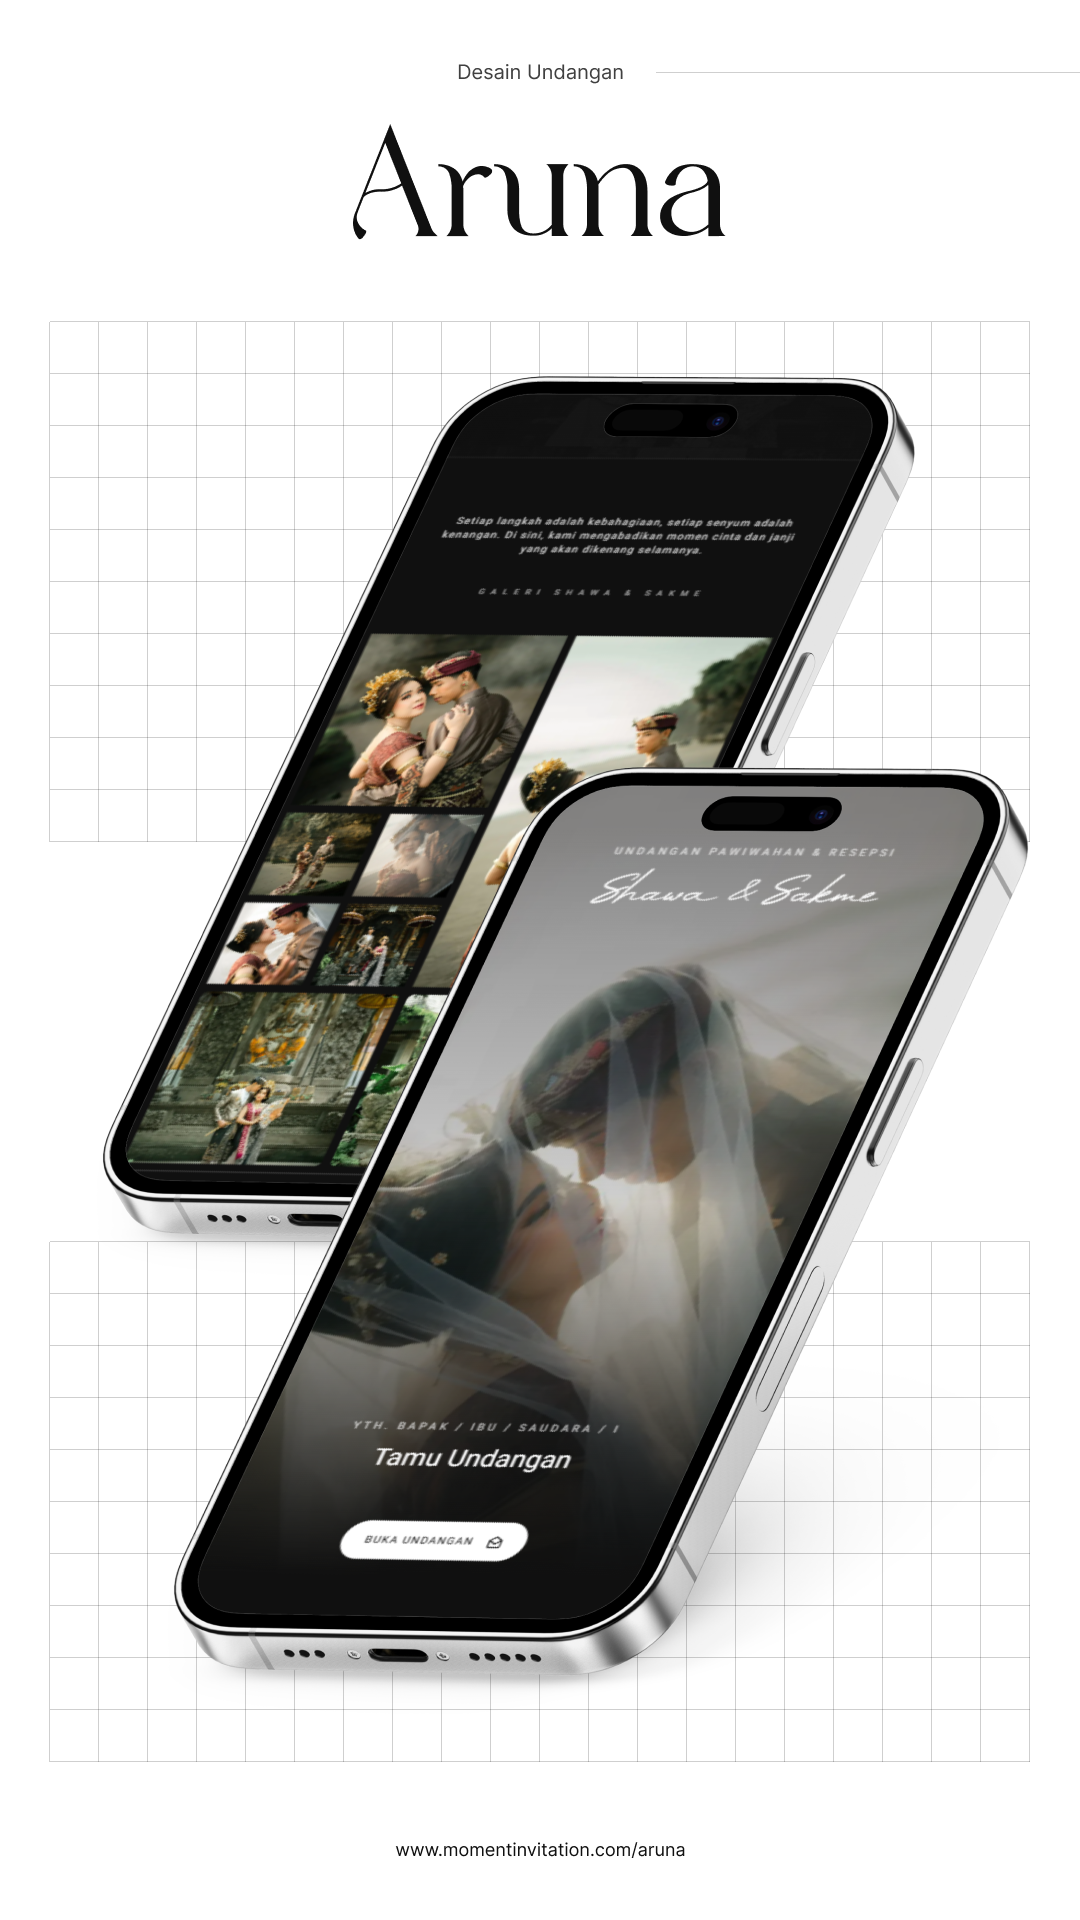 Desain Undangan
Aruna
Setiap langkah adalah kebahagiaan, setiap senyum adalah
kenangan. Di sini, kami mengabadikan momen cinta dan janji
yang akan dikenang selamanya.
GALERI SHAWA & SAKME
UNDANGAN PAWIWAHAN & RESEPSI
Shawa & Sakme
YTH. BAPAK / IBU / SAUDARA / I
Tamu Undangan
BUKA UNDANGAN
www.momentinvitation.com/aruna